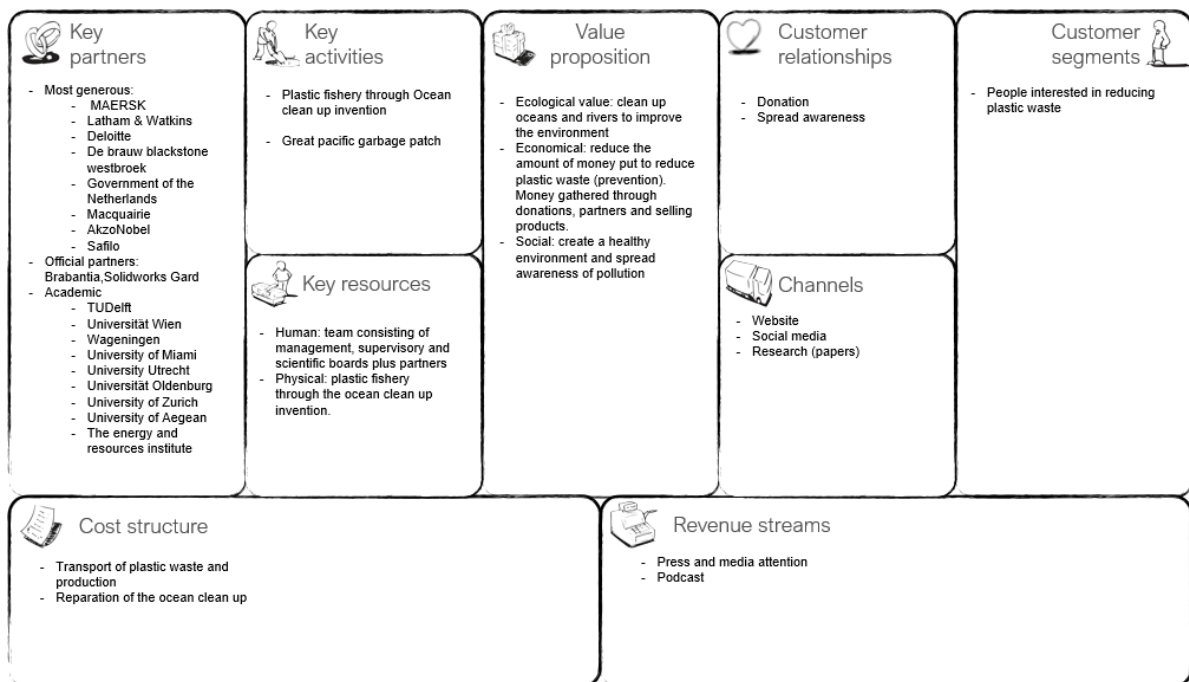 Key
partners
- Most generous:
- MAERSK
- Latham & Watkins
- Deloitte
- De brauw blackstone
westbroek
- Government of the
Netherlands
- Macquairie
- AkzoNobel
- Safilo
- Official partners:
Brabantia,Solidworks Gard
- Academic
- TUDelft
- Universität Wien
- Wageningen
- University of Miami
- University Utrecht
- Universität Oldenburg
- University of Zurich
- University of Aegean
- The energy and
resources institute
Key
activities
- Plastic fishery through Ocean
clean up invention
- Great pacific garbage patch
Key resources
- Human: team consisting of
management, supervisory and
scientific boards plus partners
- Physical: plastic fishery
through the ocean clean up
invention.
Value
proposition
- Ecological value: clean up
oceans and rivers to improve
the environment
- Economical: reduce the
amount of money put to reduce
plastic waste (prevention).
Money gathered through
donations, partners and selling
products.
- Social: create a healthy
environment and spread
awareness of pollution
Customer
relationships
- Donation
- Spread awareness
Channels
- Website
- Social media
- Research (papers)
Customer
segments
- People interested in reducing
plastic waste
Cost structure
- Transport of plastic waste and
production
- Reparation of the ocean clean up
Revenue streams
- Press and media attention
- Podcast